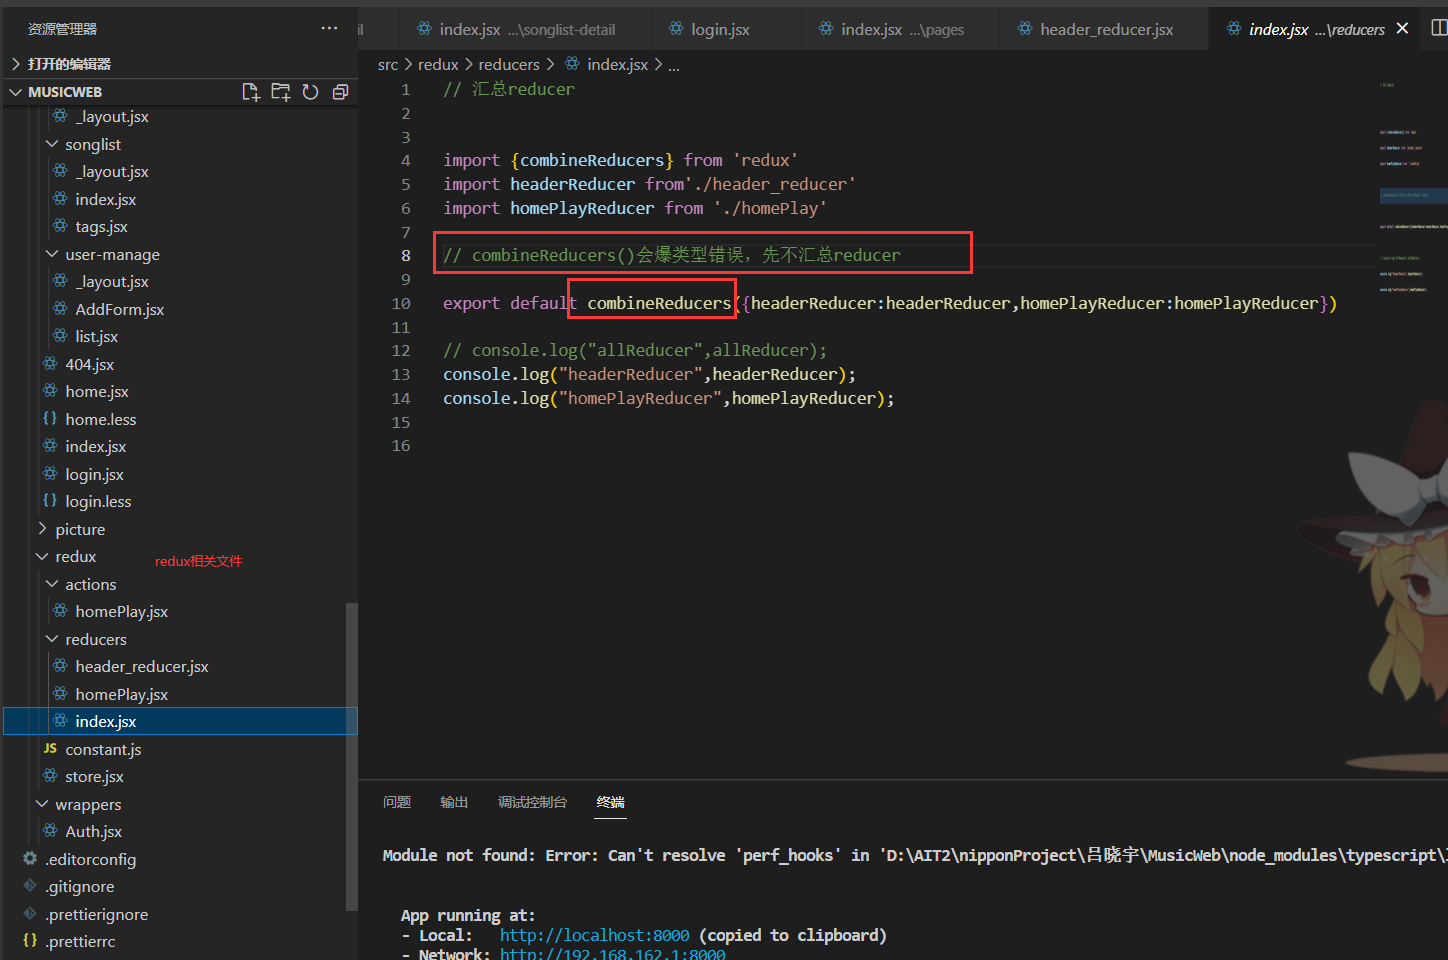 资源管理器
···
打开的编辑器
MUSICWEB
_layout.jsx
songlist
_layout.jsx
index.jsx
tags.jsx
user-manage
_layout.jsx
AddForm.jsx
list.jsx
404.jsx
home.jsx
home.less
index.jsx
login.jsx
login.less
picture
redux
redux相关文件
actions
homePlay.jsx
reducers
header_reducer.jsx
homePlay.jsx
index.jsx
JS constant.js
store.jsx
wrappers
Auth.jsx
.editorconfig
.gitignore
.prettierignore
{} .prettierrc
il index.jsx ...\songlist-detail login.jsx index.jsx ...\pages header_reducer.jsx index.jsx ...\reducers
src > redux > reducers > index.jsx > ...
1 // 汇总reducer
2
3
4 import {combineReducers} from 'redux'
5 import headerReducer from'./header_reducer'
6 import homePlayReducer from './homePlay'
7
8 // combineReducers()会爆类型错误，先不汇总reducer
9
10 export default combineReducers({headerReducer:headerReducer,homePlayReducer:homePlayReducer})
11
12 // console.log("allReducer",allReducer);
13 console.log("headerReducer",headerReducer);
14 console.log("homePlayReducer",homePlayReducer);
15
16
问题 输出 调试控制台 终端
Module not found: Error: Can't resolve 'perf_hooks' in 'D:\AIT2\nipponProject\吕晓宇\MusicWeb\node_modules\typescript\
App running at:
- Local: http://localhost:8000 (copied to clipboard)
- Network: http://192.168.162.1:8000